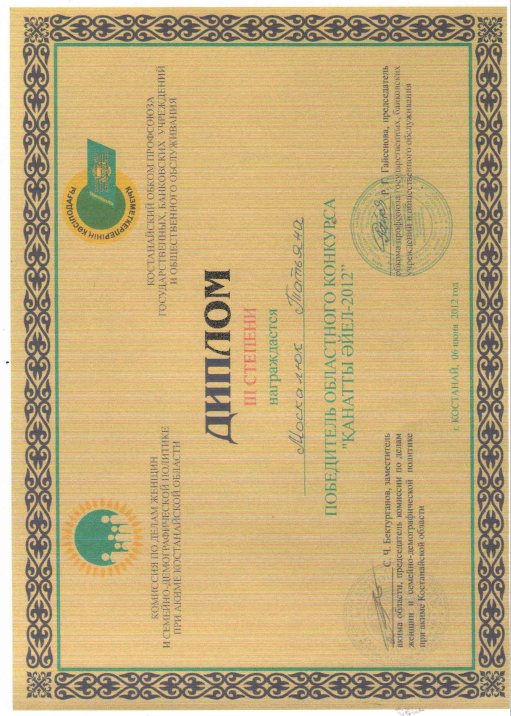 КОМИССИЯ ПО ДЕЛАМ ЖЕНЩИН
И СЕМЕЙНО-ДЕМОГРАФИЧЕСКОЙ ПОЛИТИКЕ
ПРИ АКИМЕ КОСТАНАЙСКОЙ ОБЛАСТИ
ҚЫЗМЕТКЕРЛЕРІНІҢ КӘСІПОДАҒЫ
КОСТАНАЙСКИЙ ОБКОМ ПРОФСОЮЗА
ГОСУДАРСТВЕННЫХ, БАНКОВСКИХ УЧРЕЖДЕНИЙ
И ОБЩЕСТВЕННОГО ОБСЛУЖИВАНИЯ
ДИПЛОМ
III СТЕПЕНИ
награждается
Москалюк Татьяна
ПОБЕДИТЕЛЬ ОБЛАСТНОГО КОНКУРСА
"ҚАНАТТЫ ӘЙЕЛ-2012"
С. Ч. Бектурганов, заместитель
акима области, председатель комиссии по делам
женщин и семейно-демографической политике
при акиме Костанайской области
Р. Г. Гайсенова, председатель
обкома профсоюза государственных, банковских
учреждений и общественного обслуживания
г. КОСТАНАЙ, 06 июня 2012 год